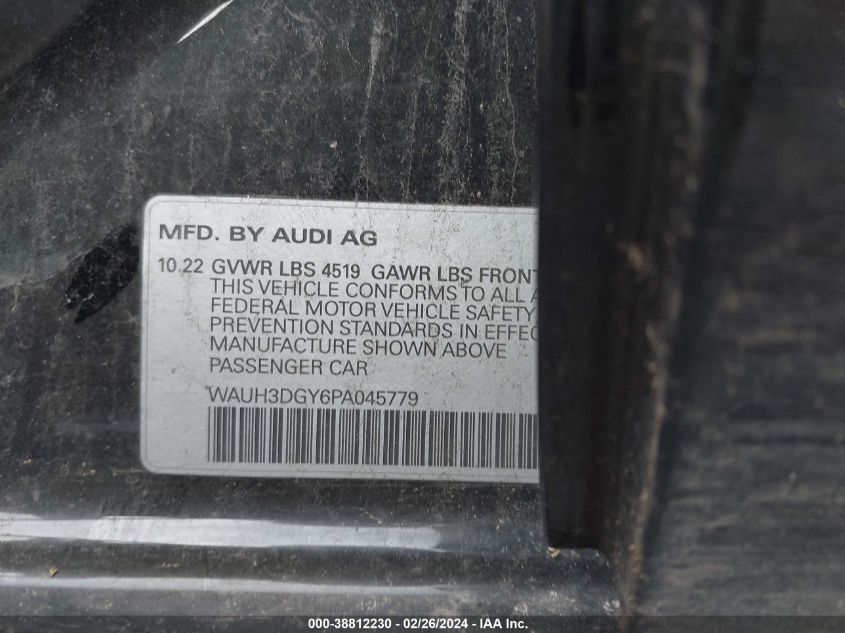 MFD. BY AUDI AG
10 22 GVWR LBS 4519 GAWR LBS FRONT
THIS VEHICLE CONFORMS TO ALL A
FEDERAL MOTOR VEHICLE SAFETY
PREVENTION STANDARDS IN EFFEC
MANUFACTURE SHOWN ABOVE
PASSENGER CAR
WAUH3DGY6PA045779
000-38812230 - 02/26/2024 - IAA Inc.